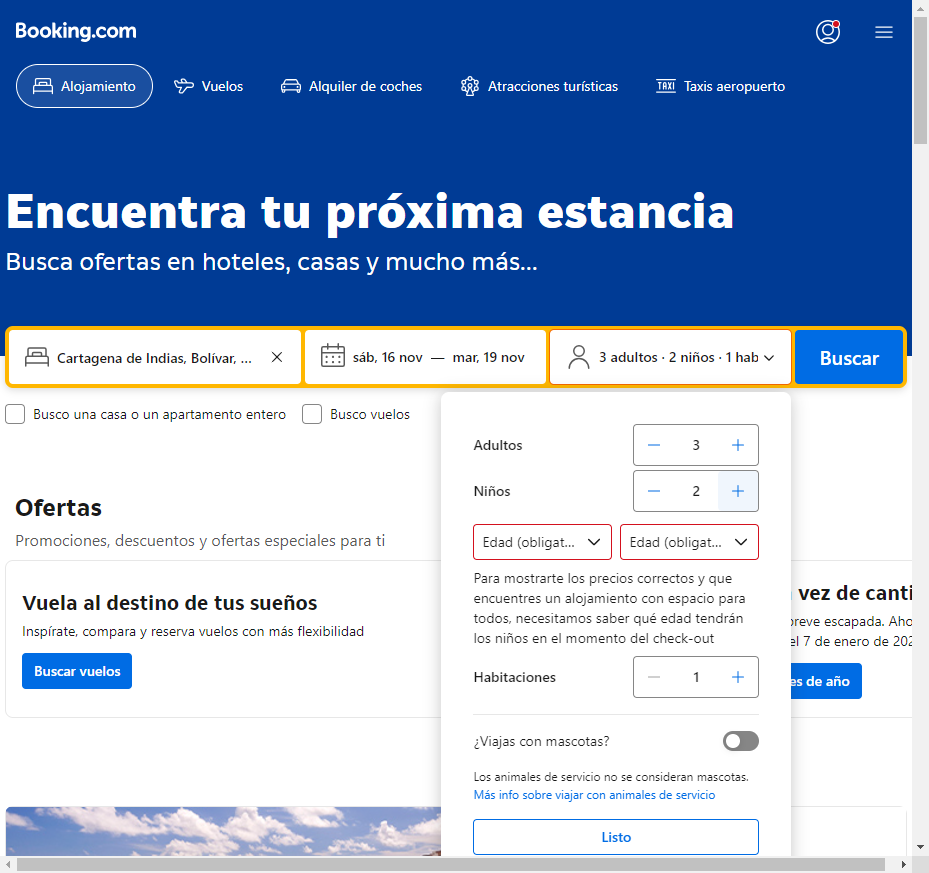 Booking.com
Alojamiento
Vuelos
Alquiler de coches
Atracciones turísticas
TAXI Taxis aeropuerto
Encuentra tu próxima estancia
Busca ofertas en hoteles, casas y mucho más...
Cartagena de Indias, Bolívar, ...
sáb, 16 nov — mar, 19 nov
3 adultos · 2 niños · 1 hab
Buscar
Busco una casa o un apartamento entero
Busco vuelos
Adultos
3
Niños
2
Edad (obligat...
Edad (obligat...
Para mostrarte los precios correctos y que
encuentres un alojamiento con espacio para
todos, necesitamos saber qué edad tendrán
los niños en el momento del check-out
Habitaciones
1
¿Viajas con mascotas?
Los animales de servicio no se consideran mascotas.
Más info sobre viajar con animales de servicio
Listo
Ofertas
Promociones, descuentos y ofertas especiales para ti
Vuela al destino de tus sueños
Inspírate, compara y reserva vuelos con más flexibilidad
Buscar vuelos
vez de canti
breve escapada. Aho
el 7 de enero de 202
es de año